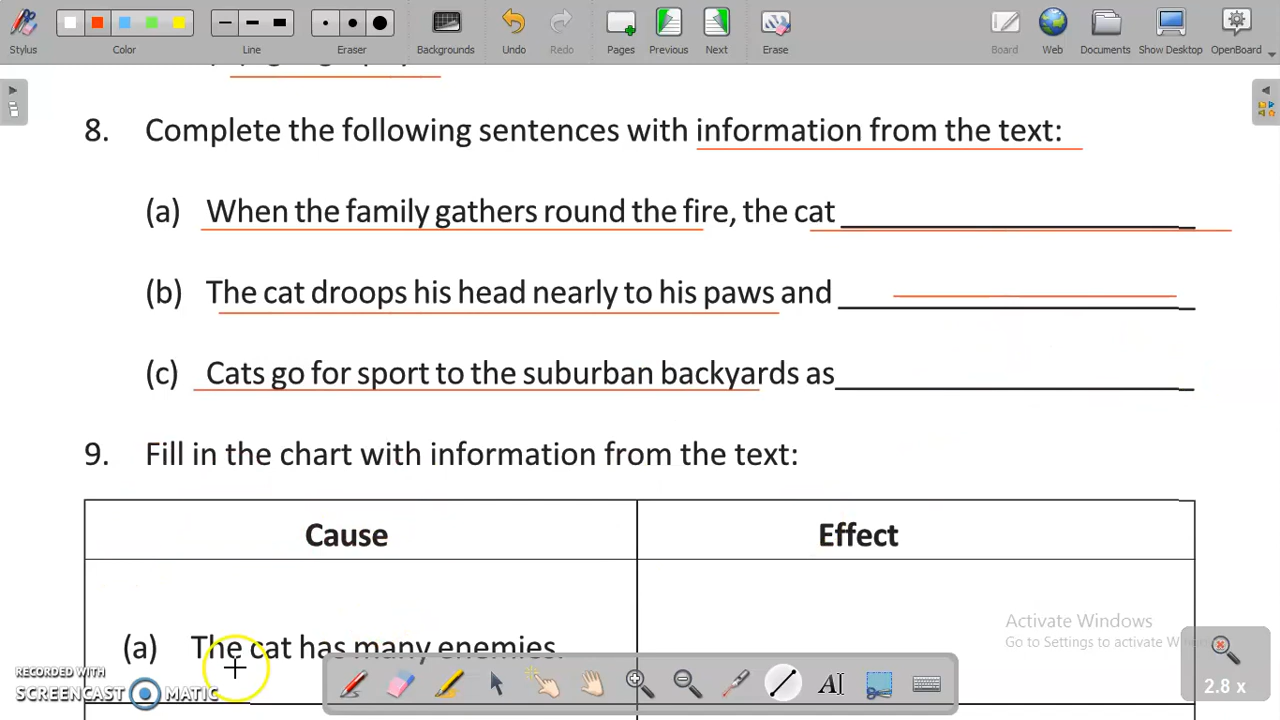 Stylus
Color
Line
Eraser
Backgrounds
Undo
Redo
Pages
Previous
Next
Erase
Board
Web
Documents
Show Desktop
OpenBoard
8. Complete the following sentences with information from the text:
(a) When the family gathers round the fire, the cat
(b) The cat droops his head nearly to his paws and
(c) Cats go for sport to the suburban backyards as
9. Fill in the chart with information from the text:
Cause Effect
(a) The cat has many enemies.
Activate Windows
Go to Settings to activate W
RECORDED WITH
SCREENCAST MATIC
AI
2.8 x